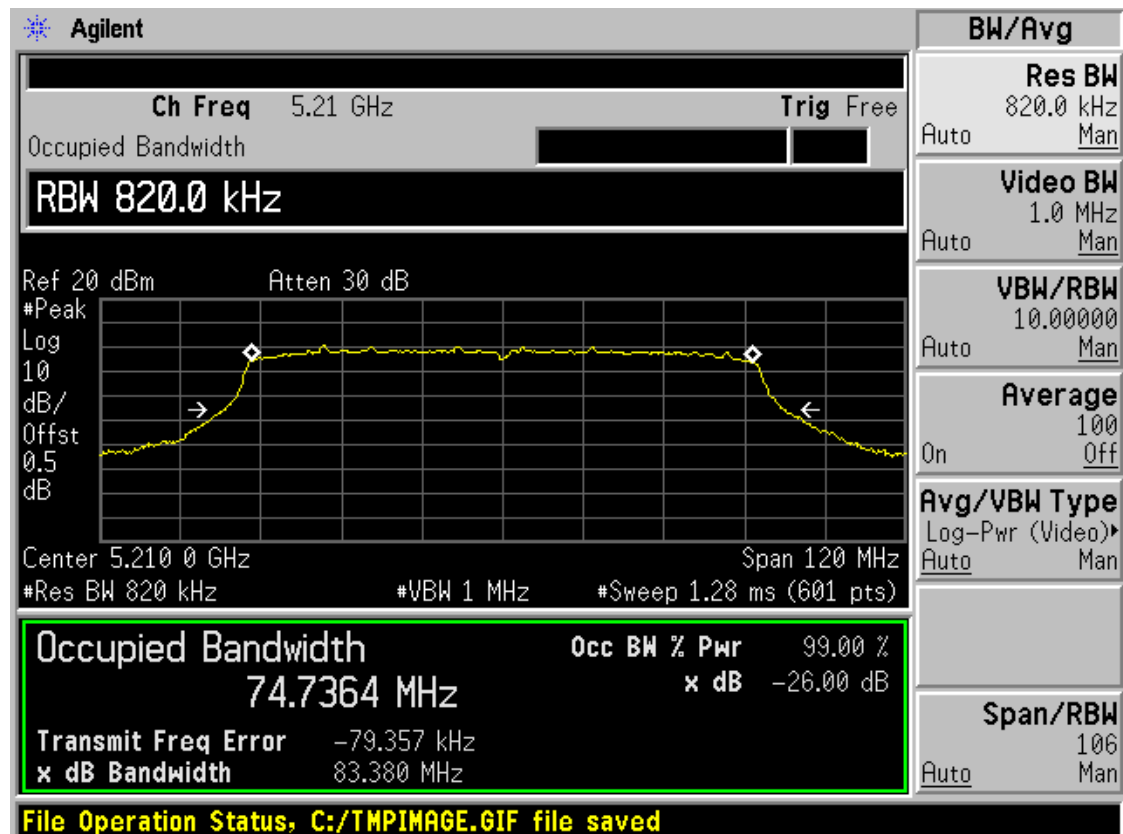 Agilent
BW/Avg
Ch Freq 5.21 GHz Trig Free
Occupied Bandwidth
RBW 820.0 kHz
Ref 20 dBm Atten 30 dB
#Peak
Log
10
dB/
Offst
0.5
dB
Center 5.210 0 GHz Span 120 MHz
#Res BW 820 kHz #VBW 1 MHz #Sweep 1.28 ms (601 pts)
Occupied Bandwidth
74.7364 MHz
Occ BW % Pwr 99.00 %
x dB -26.00 dB
Transmit Freq Error -79.357 kHz
x dB Bandwidth 83.380 MHz
Res BW
820.0 kHz
Auto Man
Video BW
1.0 MHz
Auto Man
VBW/RBW
10.00000
Auto Man
Average
100
On Off
Avg/VBW Type
Log-Pwr (Video)
Auto Man
Span/RBW
106
Auto Man
File Operation Status, C:/TMPIMAGE.GIF file saved